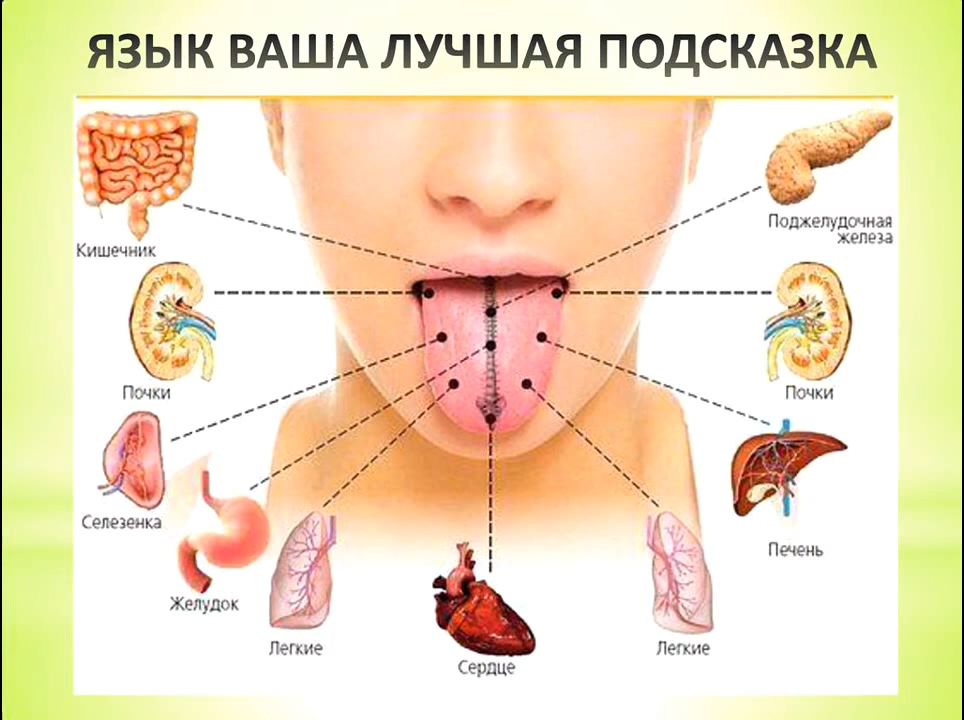 ЯЗЫК ВАША ЛУЧШАЯ ПОДСКАЗКА
Кишечник
Поджелудочная
железа
Почки
Почки
Селезенка
Печень
Желудок
Легкие
Сердце
Легкие